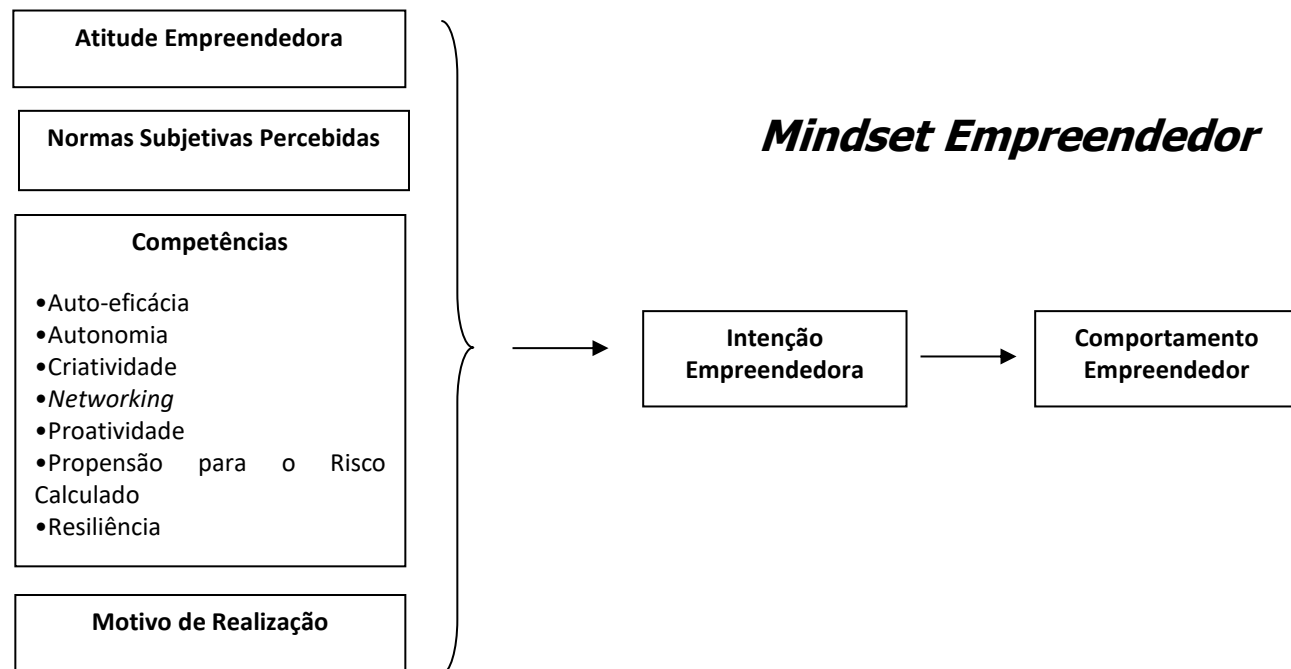 Atitude Empreendedora
Normas Subjetivas Percebidas
Mindset Empreendedor
Competências
•Auto-eficácia
•Autonomia
•Criatividade
•Networking
•Proatividade
•Propensão para o Risco
Calculado
•Resiliência
Intenção
Empreendedora
Comportamento
Empreendedor
Motivo de Realização